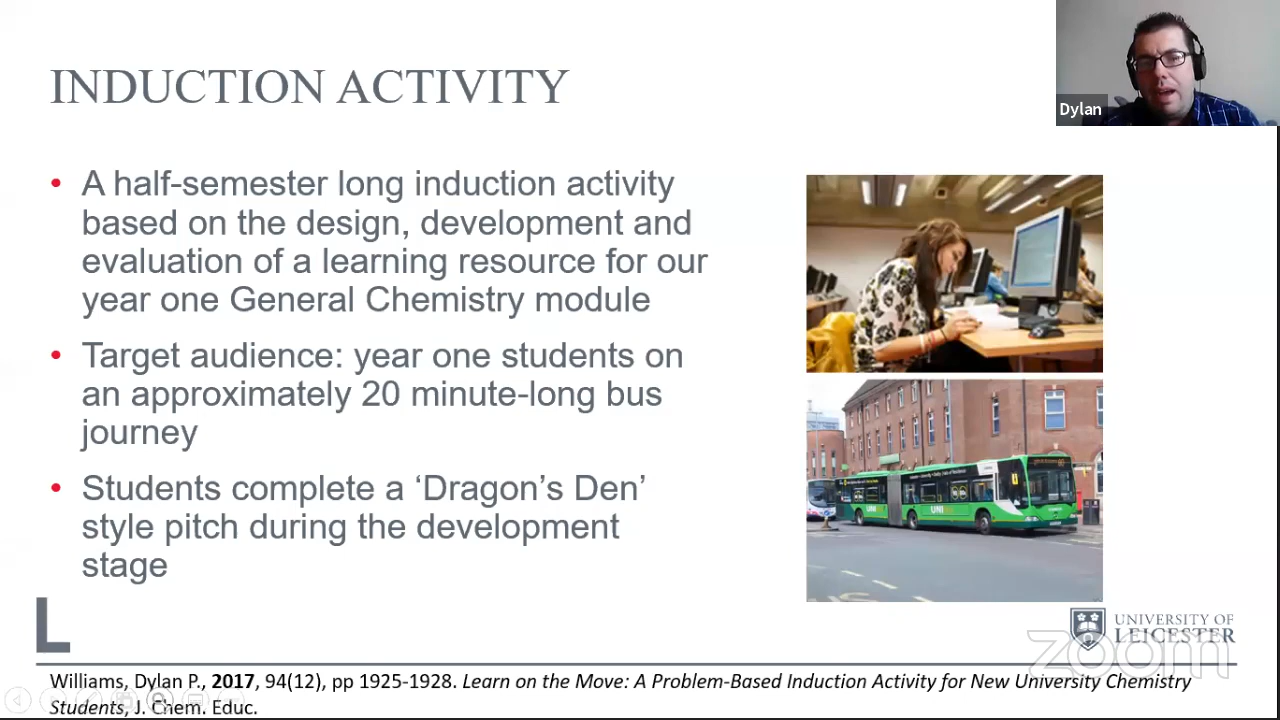 INDUCTION ACTIVITY
Dylan
• A half-semester long induction activity
based on the design, development and
evaluation of a learning resource for our
year one General Chemistry module
• Target audience: year one students on
an approximately 20 minute-long bus
journey
• Students complete a ‘Dragon’s Den’
style pitch during the development
stage
UNI
L
UNIVERSITY OF
LEICESTER
zoom
Williams, Dylan P., 2017, 94(12), pp 1925-1928. Learn on the Move: A Problem-Based Induction Activity for New University Chemistry
Students, J. Chem. Educ.